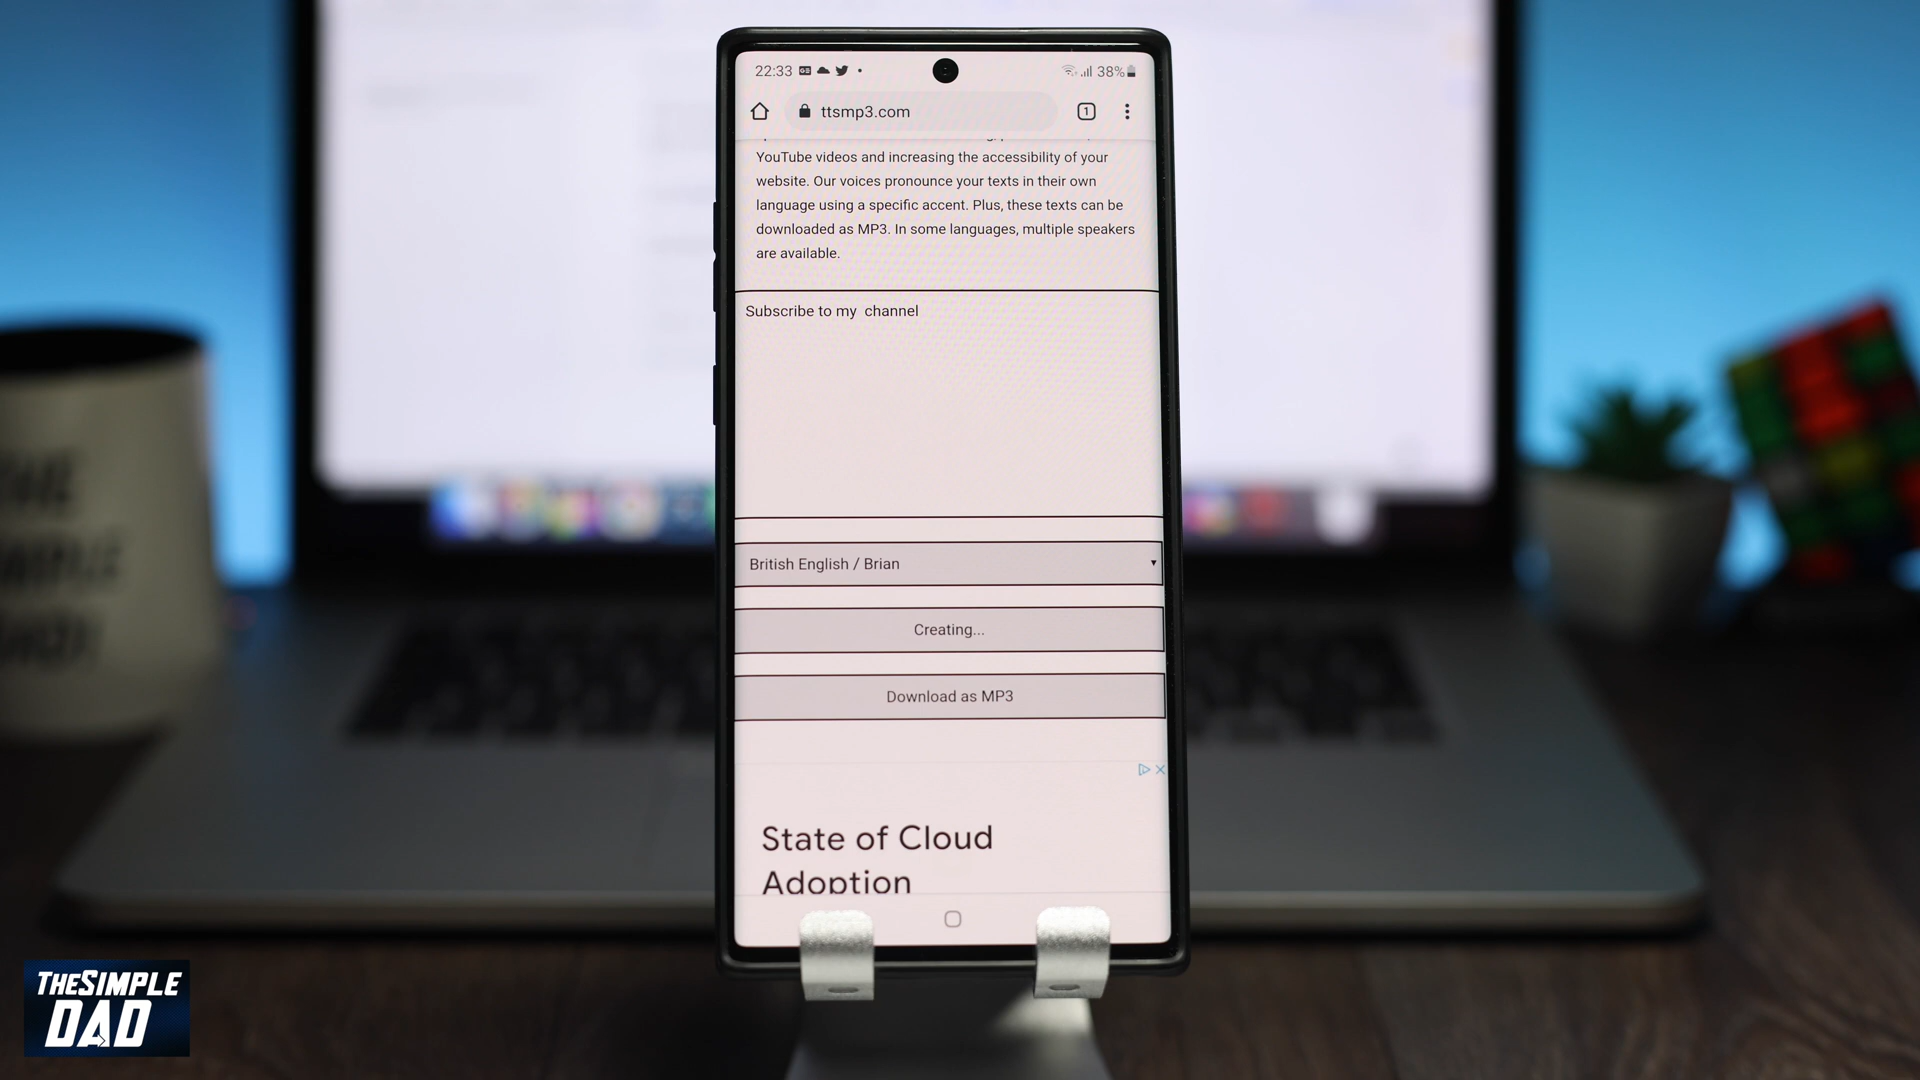 22:33
38%
ttsmp3.com
1
YouTube videos and increasing the accessibility of your
website. Our voices pronounce your texts in their own
language using a specific accent. Plus, these texts can be
downloaded as MP3. In some languages, multiple speakers
are available.
Subscribe to my  channel
British English / Brian
Creating...
Download as MP3
State of Cloud
Adoption
THE SIMPLE
DAD